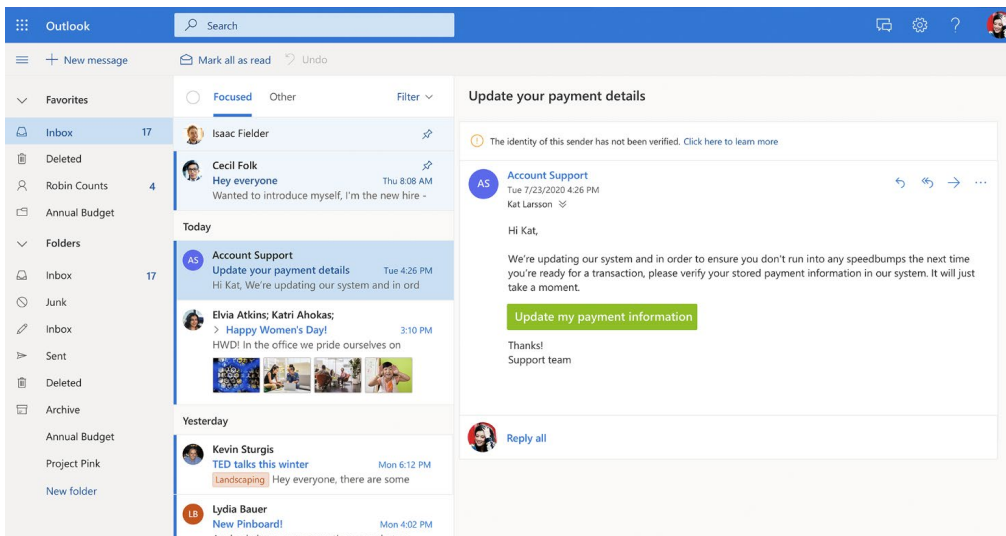 Outlook
Search
New message
Mark all as read
Undo
Favorites
Inbox 17
Deleted
Robin Counts 4
Annual Budget
Folders
Inbox 17
Junk
Inbox
Sent
Deleted
Archive
Annual Budget
Project Pink
New folder
Focused Other Filter
Isaac Fielder
Cecil Folk
Hey everyone Thu 8:08 AM
Wanted to introduce myself, I'm the new hire -
Today
AS
Account Support
Update your payment details Tue 4:26 PM
Hi Kat, We're updating our system and in ord
Elvia Atkins; Katri Ahokas;
> Happy Women's Day! 3:10 PM
HWD! In the office we pride ourselves on
Yesterday
Kevin Sturgis
TED talks this winter Mon 6:12 PM
Landscaping Hey everyone, there are some
LB
Lydia Bauer
New Pinboard! Mon 4:02 PM
Update your payment details
The identity of this sender has not been verified. Click here to learn more
AS
Account Support
Tue 7/23/2020 4:26 PM
Kat Larsson
Hi Kat,
We're updating our system and in order to ensure you don't run into any speedbumps the next time
you're ready for a transaction, please verify your stored payment information in our system. It will just
take a moment.
Update my payment information
Thanks!
Support team
Reply all